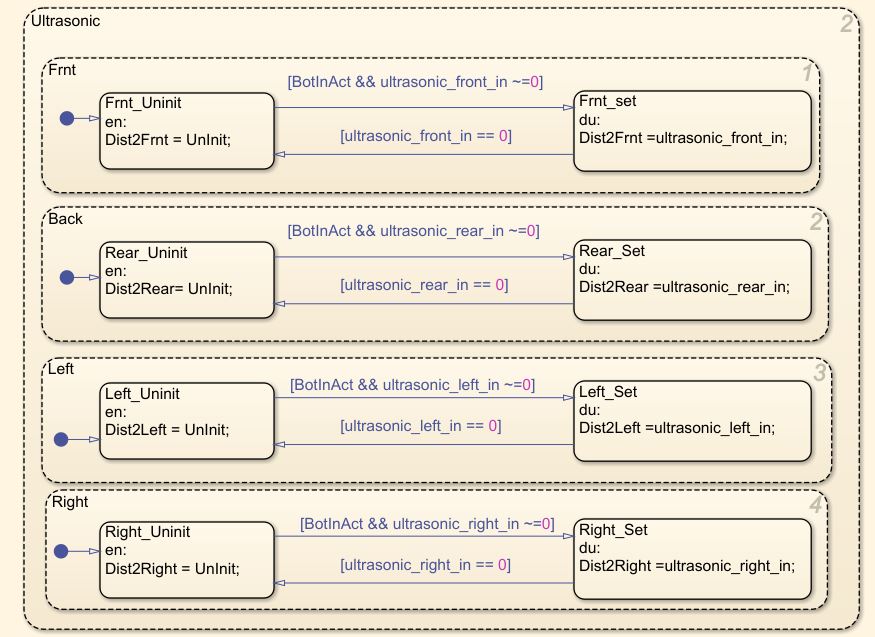 Ultrasonic
2
Frnt
1
[BotInAct && ultrasonic_front_in ~=0]
Frnt_Uninit
en:
Dist2Frnt = UnInit;
Frnt_set
du:
Dist2Frnt =ultrasonic_front_in;
[ultrasonic_front_in == 0]
Back
2
[BotInAct && ultrasonic_rear_in ~=0]
Rear_Uninit
en:
Dist2Rear= UnInit;
Rear_Set
du:
Dist2Rear =ultrasonic_rear_in;
[ultrasonic_rear_in == 0]
Left
3
[BotInAct && ultrasonic_left_in ~=0]
Left_Uninit
en:
Dist2Left = UnInit;
Left_Set
du:
Dist2Left =ultrasonic_left_in;
[ultrasonic_left_in == 0]
Right
4
[BotInAct && ultrasonic_right_in ~=0]
Right_Uninit
en:
Dist2Right = UnInit;
Right_Set
du:
Dist2Right =ultrasonic_right_in;
[ultrasonic_right_in == 0]